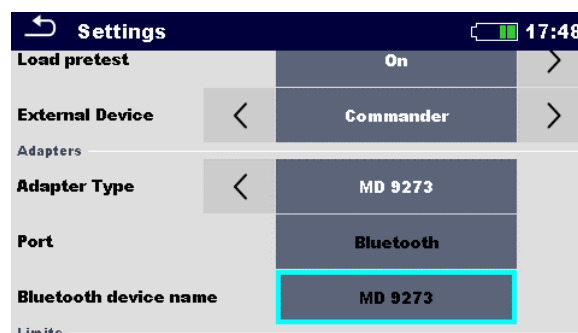 Settings 17:48
Load pretest On
External Device Commander
Adapters
Adapter Type MD 9273
Port Bluetooth
Bluetooth device name MD 9273
Limits